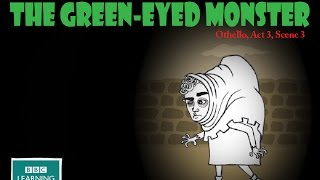 THE GREEN-EYED MONSTER
Othello, Act 3, Scene 3
BBC
LEARNING